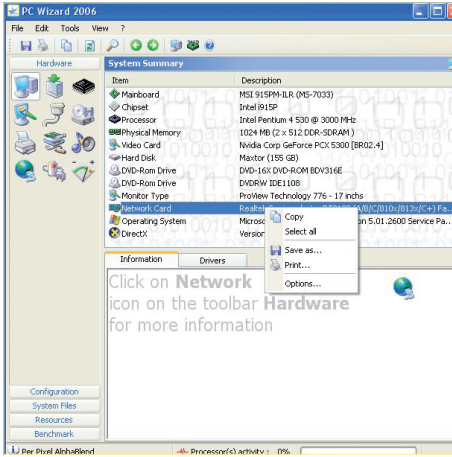 PC Wizard 2006
File Edit Tools View ?
Hardware
System Summary
Item Description
Mainboard MSI 915PM-ILR (MS-7033)
Chipset Intel i915P
Processor Intel Pentium 4 530 @ 3000 MHz
Physical Memory 1024 MB (2 x 512 DDR-SDRAM )
Video Card Nvidia Corp GeForce PCX 5300 [BR02.4]
Hard Disk Maxtor (155 GB)
DVD-Rom Drive DVD-16X DVD-ROM BDV316E
DVD-Rom Drive DVDRW IDE1108
Monitor Type ProView Technology 776 - 17 inchs
Network Card Realtek /B/C/810x/813x/C+) Fa...
Operating System Microsoft on 5.01.2600 Service Pa...
DirectX Version
Copy
Select all
Save as...
Print...
Options...
Information Drivers
Click on Network
icon on the toolbar Hardware
for more information
Configuration
System Files
Resources
Benchmark
Per Pixel AlphaBlend Processor(s) activity : 0%